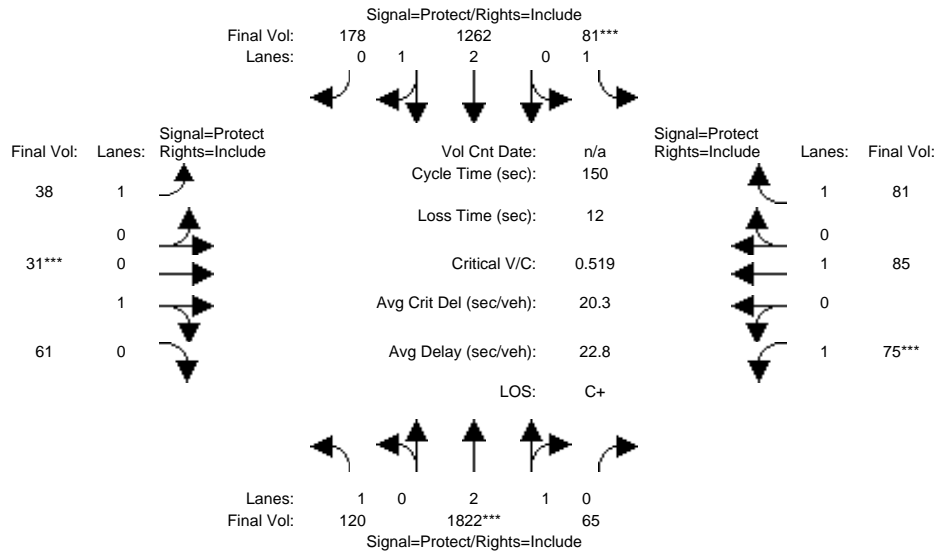 Signal=Protect/Rights=Include
Final Vol: 178 1262 81***
Lanes: 0 1 2 0 1
Signal=Protect Signal=Protect
Final Vol: Lanes: Rights=Include Vol Cnt Date: n/a Rights=Include Lanes: Final Vol:
Cycle Time (sec): 150
38 1 1 81
Loss Time (sec): 12
0 0
31*** 0 Critical V/C: 0.519 1 85
1 Avg Crit Del (sec/veh): 20.3 0
61 0 Avg Delay (sec/veh): 22.8 1 75***
LOS: C+
Lanes: 1 0 2 1 0
Final Vol: 120 1822*** 65
Signal=Protect/Rights=Include